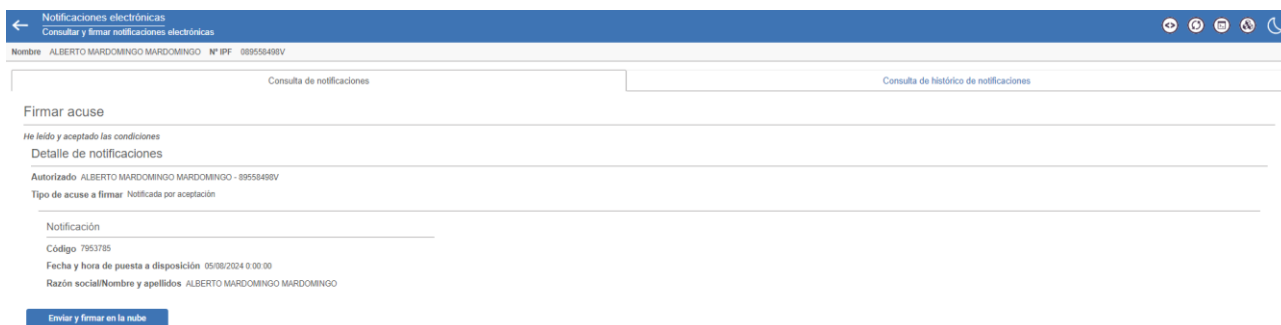 Notificaciones electrónicas
Consultar y firmar notificaciones electrónicas
Nombre ALBERTO MARDOMINGO MARDOMINGO Nº IPF 089558498V
Consulta de notificaciones Consulta de histórico de notificaciones
Firmar acuse
He leído y aceptado las condiciones
Detalle de notificaciones
Autorizado ALBERTO MARDOMINGO MARDOMINGO - 89558498V
Tipo de acuse a firmar Notificada por aceptación
Notificación
Código 7953785
Fecha y hora de puesta a disposición 05/08/2024 0:00:00
Razón social/Nombre y apellidos ALBERTO MARDOMINGO MARDOMINGO
Enviar y firmar en la nube